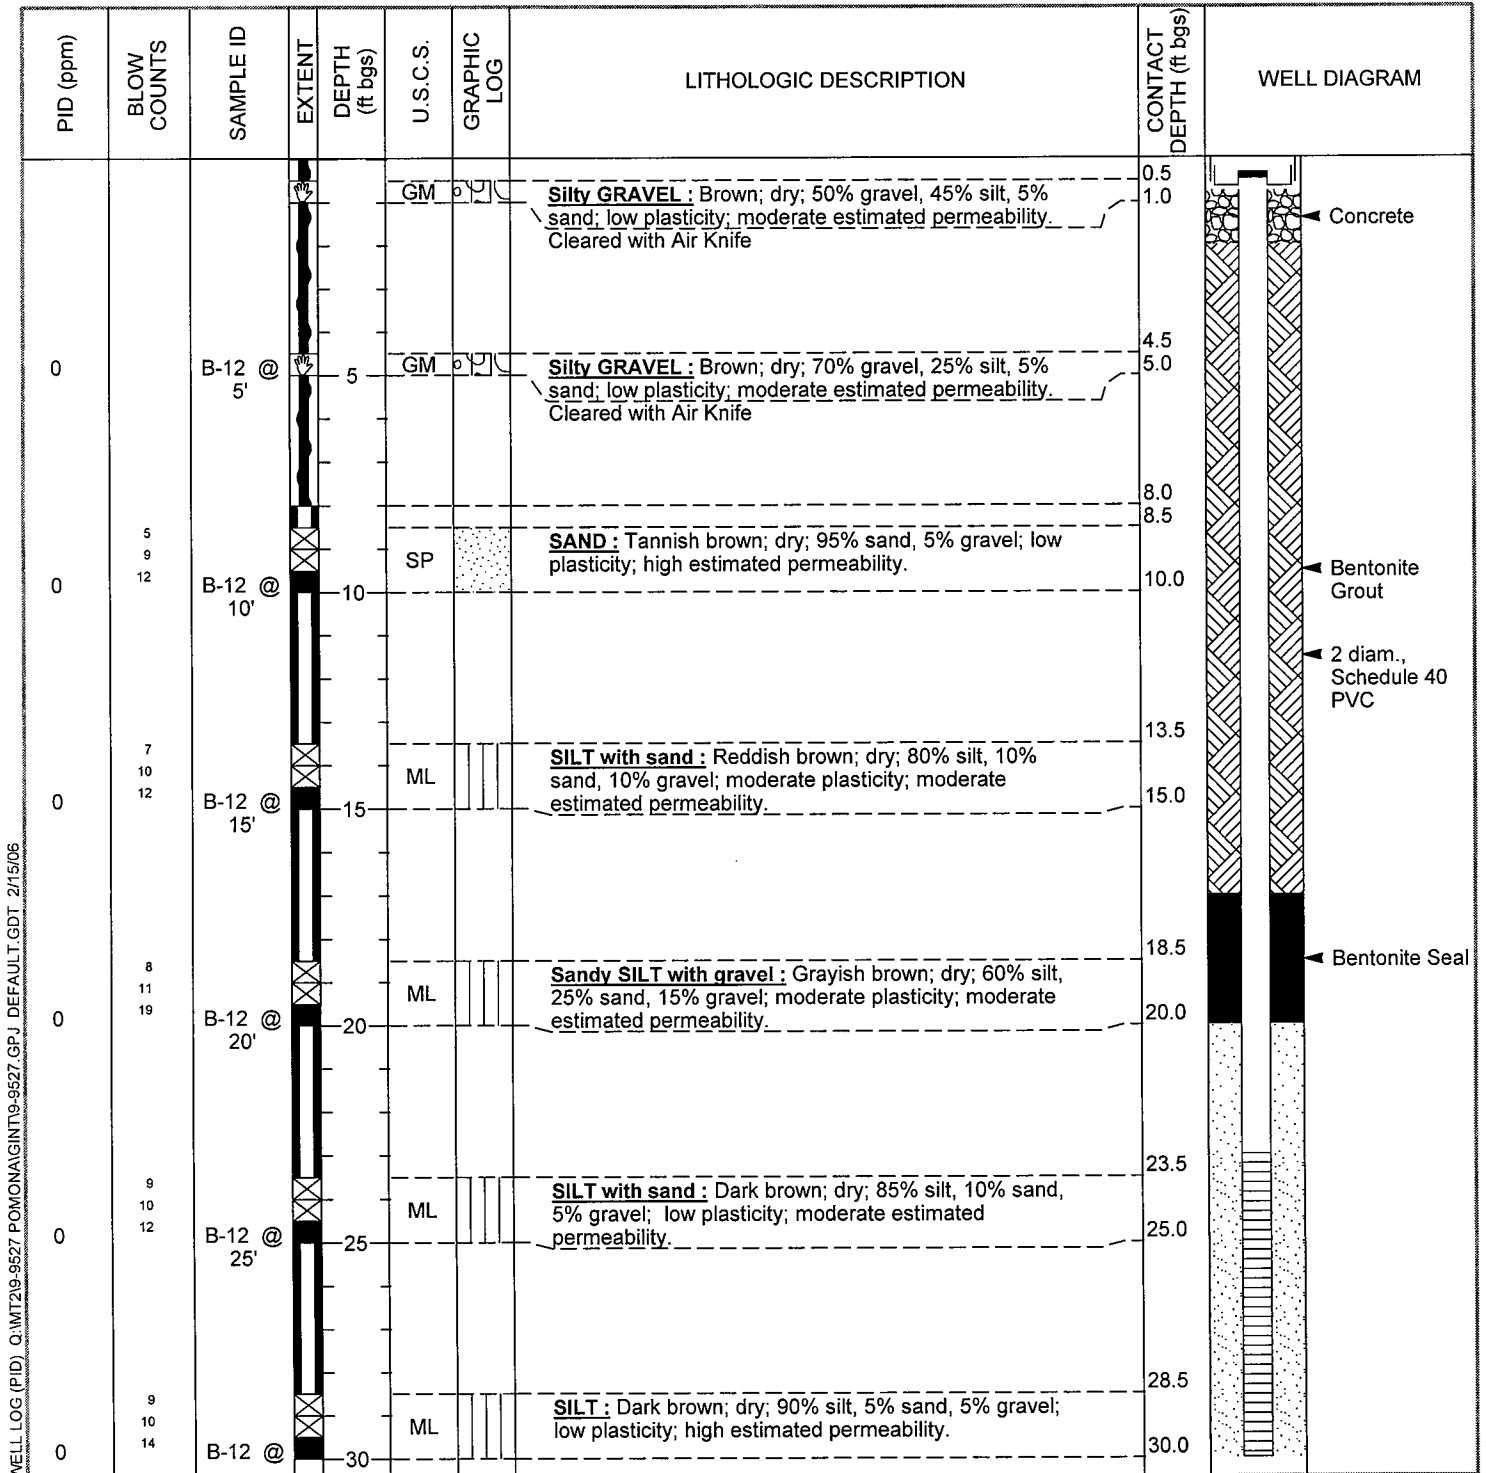 PID (ppm)
BLOW
COUNTS
SAMPLE ID
EXTENT
DEPTH
(ft bgs)
U.S.C.S.
GRAPHIC
LOG
LITHOLOGIC DESCRIPTION
CONTACT
DEPTH (ft bgs)
WELL DIAGRAM
0.5
GM
Silty GRAVEL : Brown; dry; 50% gravel, 45% silt, 5%
1.0
sand; low plasticity; moderate estimated permeability.
Concrete
Cleared with Air Knife
4.5
0
B-12 @
5'
5
GM
Silty GRAVEL : Brown; dry; 70% gravel, 25% silt, 5%
5.0
sand; low plasticity; moderate estimated permeability.
Cleared with Air Knife
8.0
8.5
5
9
12
SP
SAND : Tannish brown; dry; 95% sand, 5% gravel; low
plasticity; high estimated permeability.
Bentonite
Grout
0
B-12 @
10'
10
10.0
2 diam.,
Schedule 40
PVC
13.5
7
10
12
ML
SILT with sand : Reddish brown; dry; 80% silt, 10%
sand, 10% gravel; moderate plasticity; moderate
estimated permeability.
0
B-12 @
15'
15
15.0
18.5
8
11
19
ML
Sandy SILT with gravel : Grayish brown; dry; 60% silt,
25% sand, 15% gravel; moderate plasticity; moderate
estimated permeability.
Bentonite Seal
0
B-12 @
20'
20
20.0
23.5
9
10
12
ML
SILT with sand : Dark brown; dry; 85% silt, 10% sand,
5% gravel; low plasticity; moderate estimated
permeability.
0
B-12 @
25'
25
25.0
28.5
9
10
14
ML
SILT : Dark brown; dry; 90% silt, 5% sand, 5% gravel;
low plasticity; high estimated permeability.
0
B-12 @
30
30.0
WELL LOG (PID) Q:\MT2\9-9527 POMONA\GINT\9-9527.GPJ DEFAULT.GDT 2/15/06